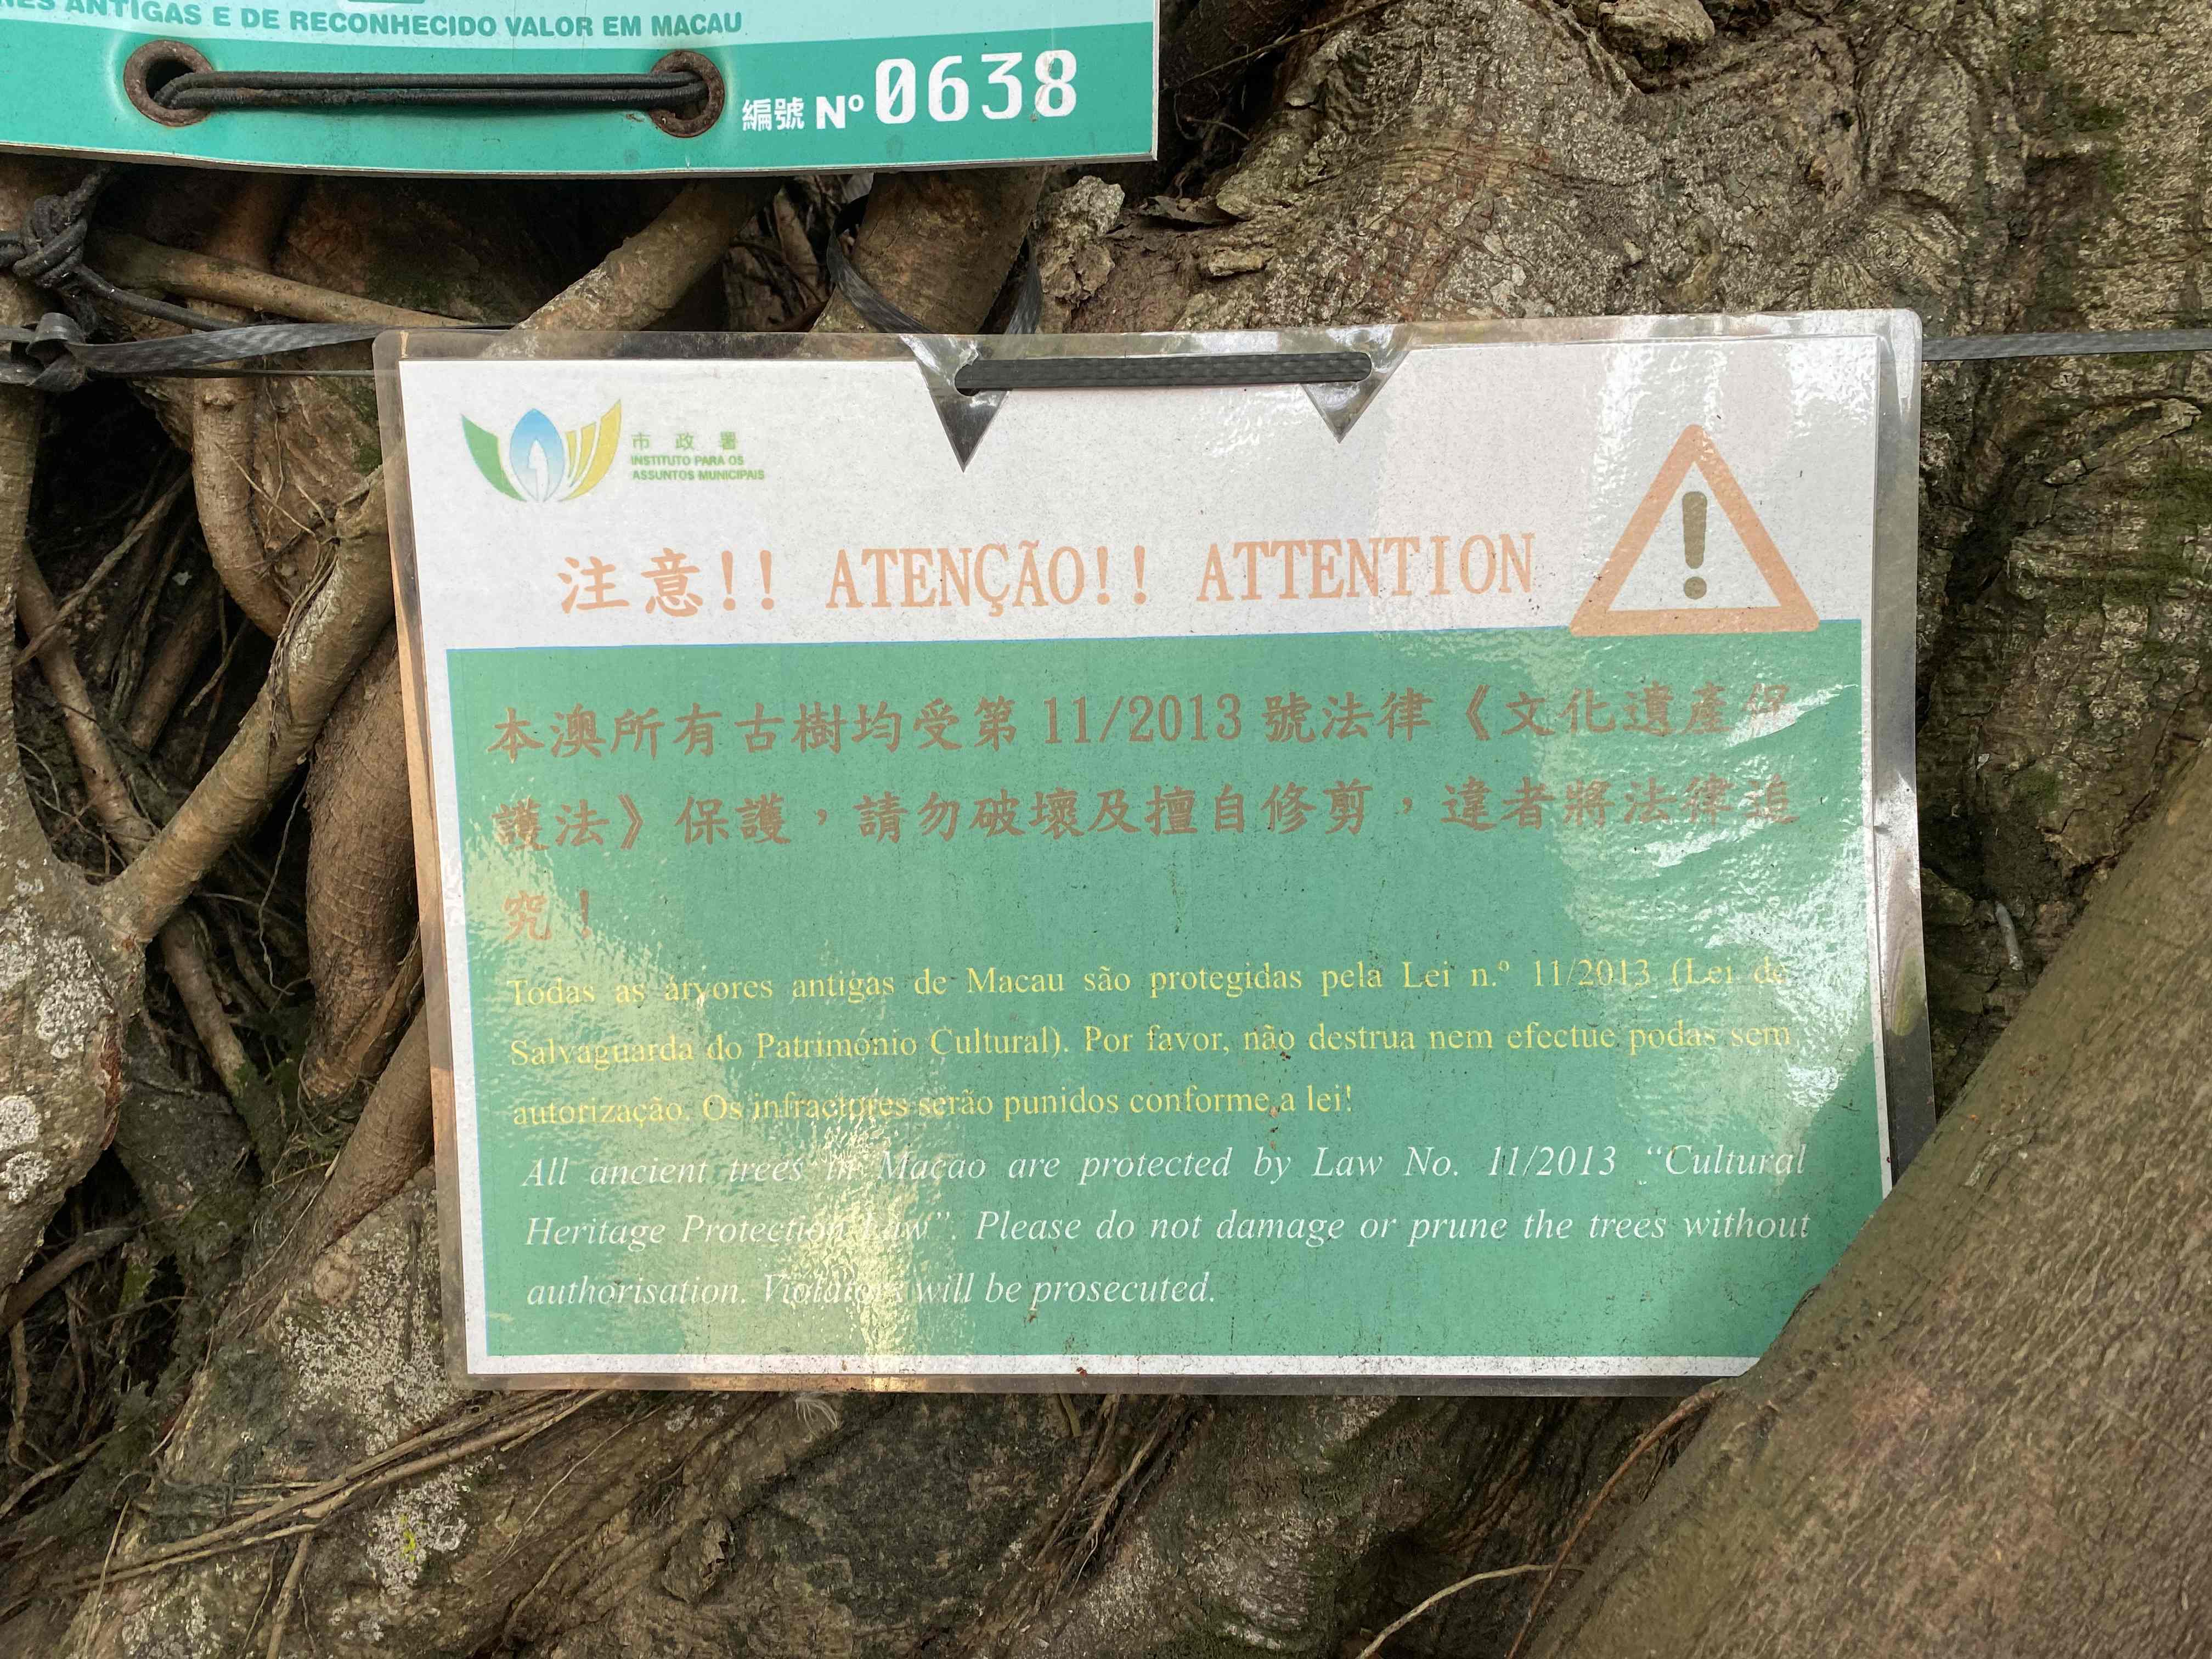 ANTIGAS E DE RECONHECIDO VALOR EM MACAU
編號 Nº 0638
市政署
INSTITUTO PARA OS
ASSUNTOS MUNICIPAIS
注意!! ATENÇÃO!! ATTENTION
本澳所有古樹均受第 11/2013 號法律《文化遺產保
護法》保護，請勿破壞及擅自修剪，違者將法律追
究！
Todas as árvores antigas de Macau são protegidas pela Lei n.º 11/2013 (Lei de
Salvaguarda do Património Cultural). Por favor, não destrua nem efectue podas sem
autorização. Os infractores serão punidos conforme a lei!
All ancient trees in Macao are protected by Law No. 11/2013 “Cultural
Heritage Protection Law”. Please do not damage or prune the trees without
authorisation. Violators will be prosecuted.